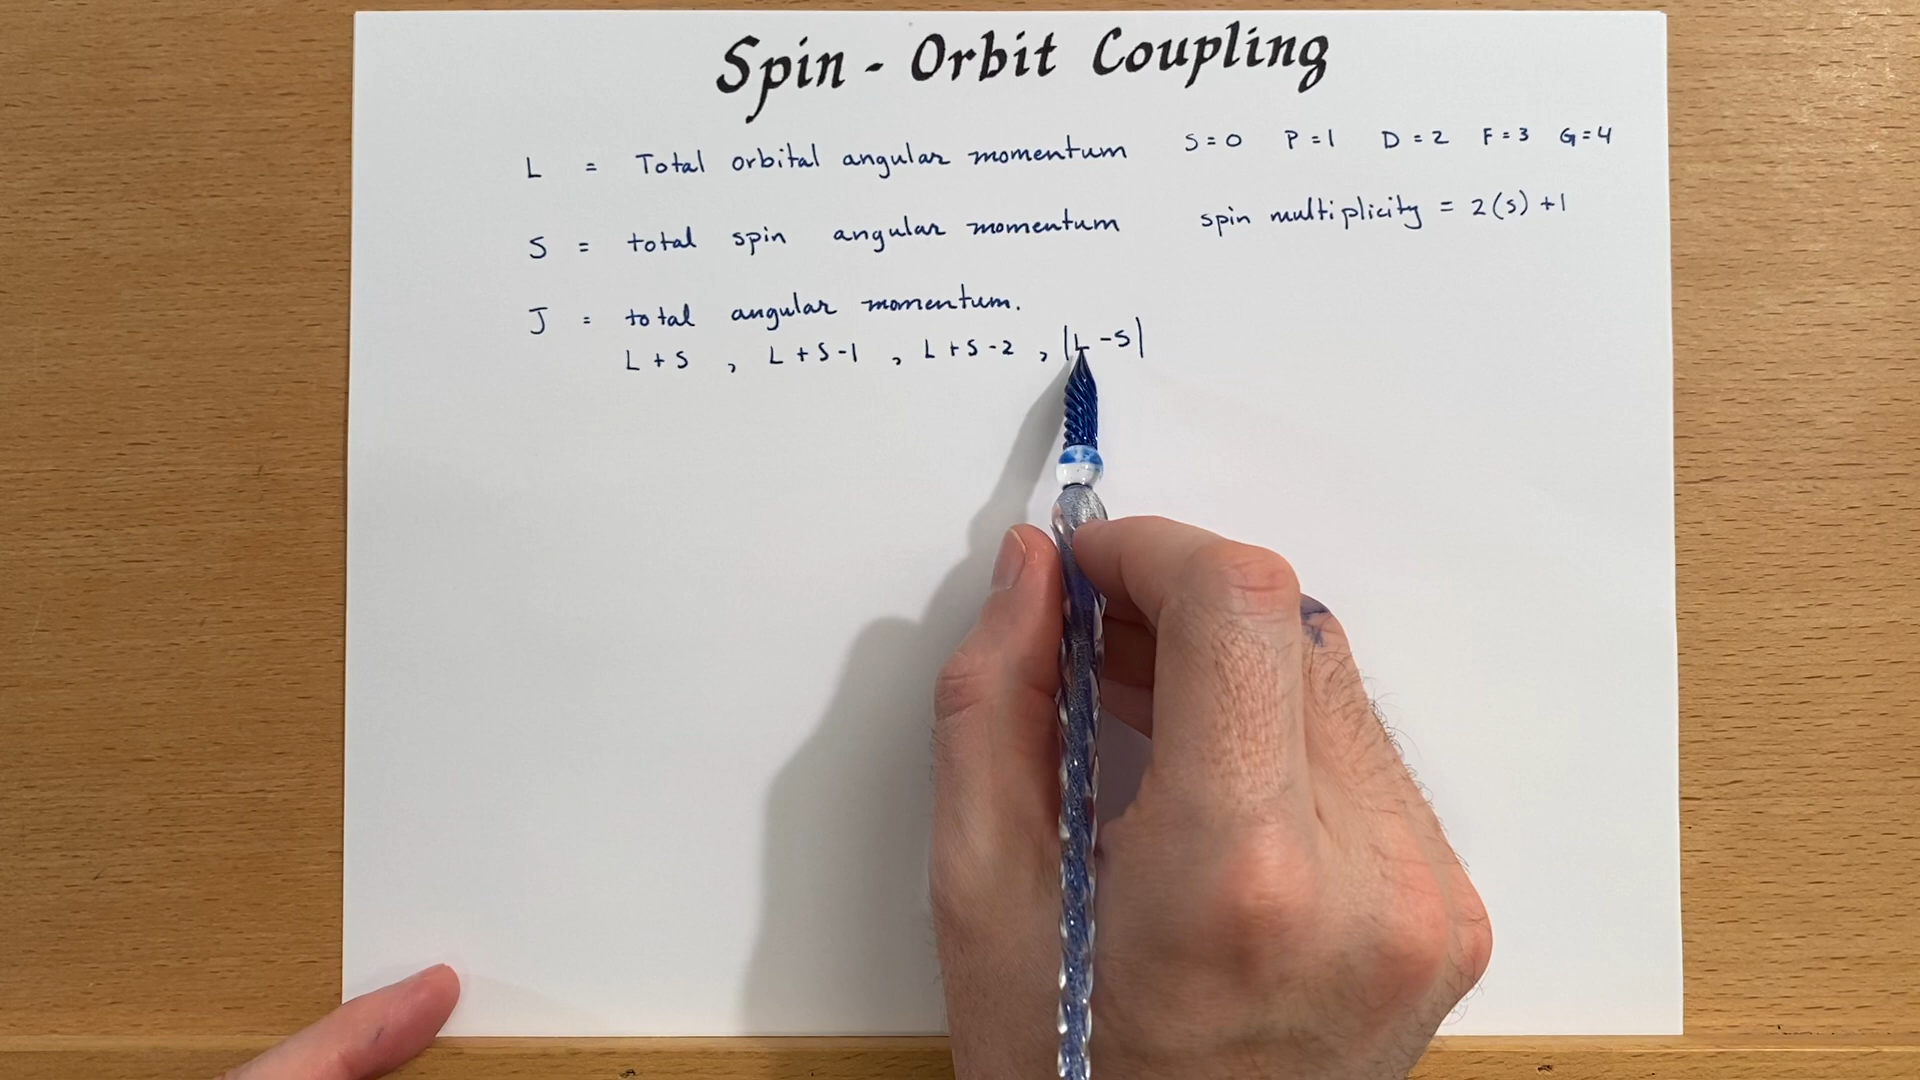 Spin - Orbit Coupling
L = Total orbital angular momentum S = 0 P = 1 D = 2 F = 3 G = 4
S = total spin angular momentum spin multiplicity = 2(s) +1
J = total angular momentum.
L + S , L + S - 1 , L + S - 2 , |L - S|